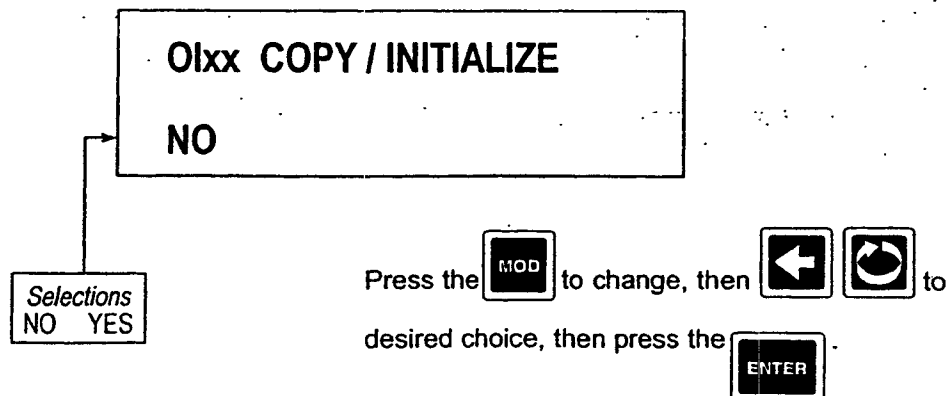 OIxx COPY / INITIALIZE
NO
Selections
NO YES
Press the MOD to change, then to
desired choice, then press the ENTER .